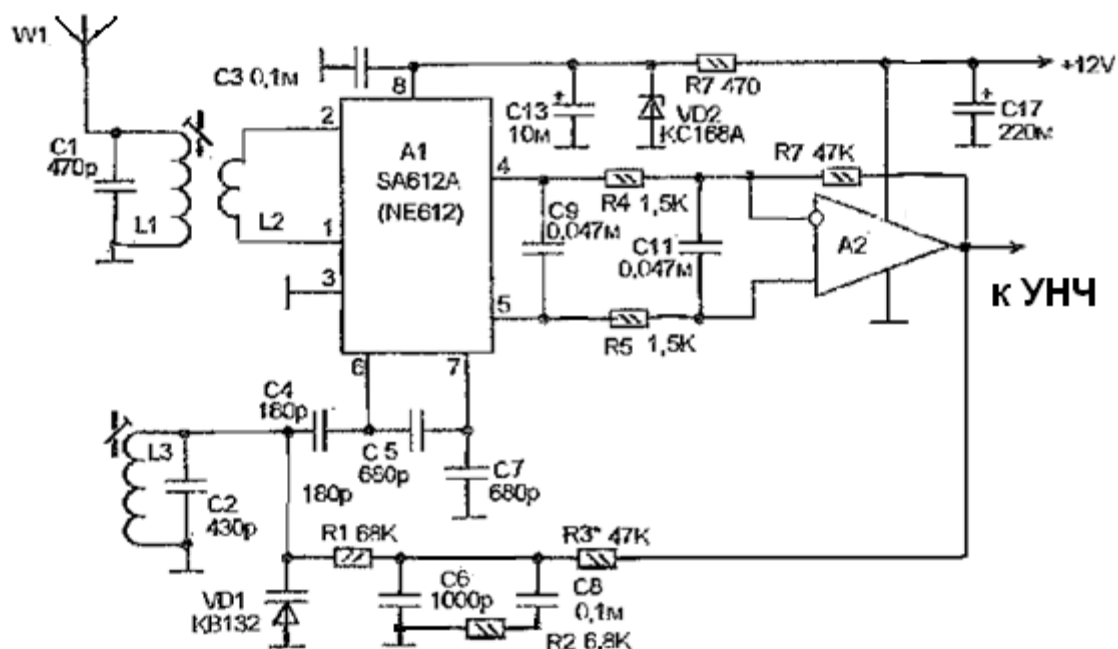 W1
C3 0,1м
8
R7 470
+12V
C13
10м
VD2
КС168А
C17
220м
C1
470p
L1
L2
2
1
3
A1
SA612A
(NE612)
4
5
6
7
C9
0,047м
R4 1,5K
C11
0,047м
R5 1,5K
R7 47K
A2
к УНЧ
C4
180p
C5
680p
180p
C7
680p
L3
C2
430p
R1 68K
R3* 47K
VD1
КВ132
C6
1000p
C8
0,1м
R2 6,8K